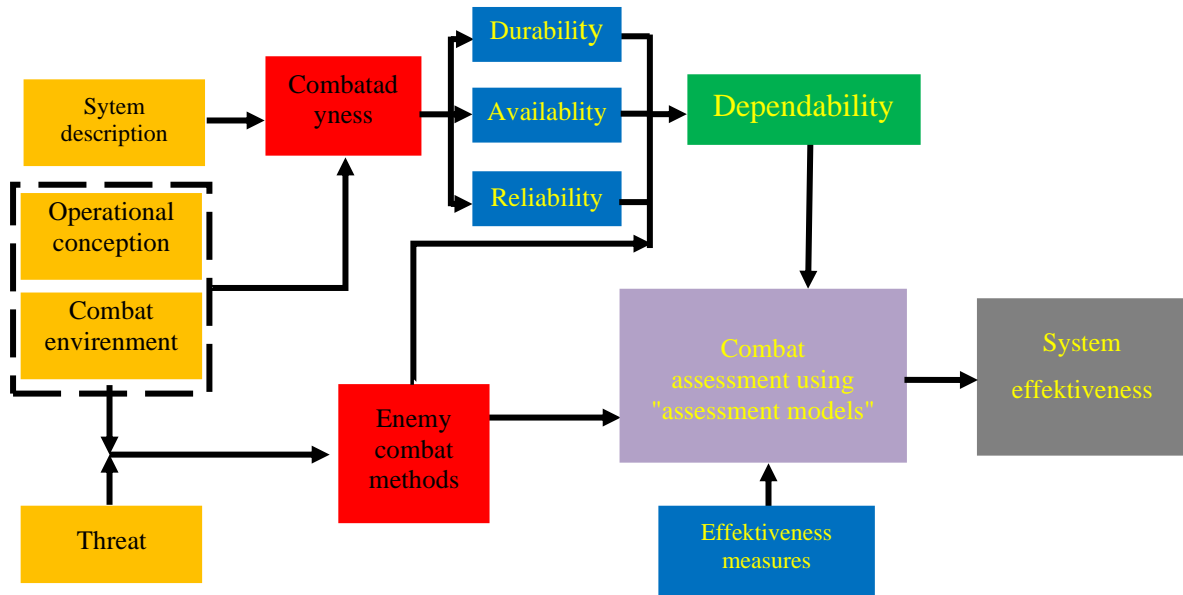 Sytem
description
Operational
conception
Combat
envirenment
Threat
Combatad
yness
Enemy
combat
methods
Durability
Availablity
Reliability
Dependability
Combat
assessment using
"assessment models"
Effektiveness
measures
System
effektiveness